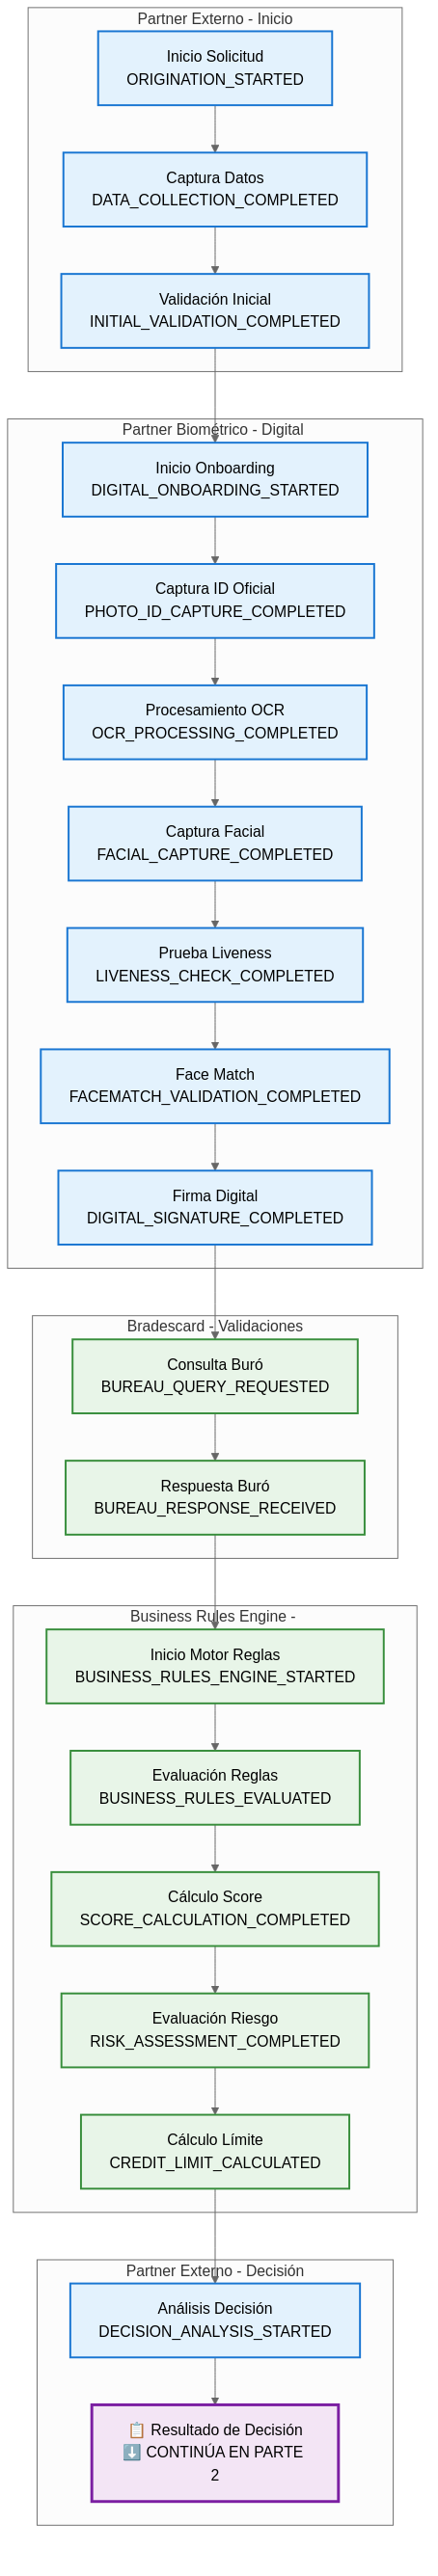 Partner Externo - Inicio
Inicio Solicitud
ORIGINATION_STARTED
Captura Datos
DATA_COLLECTION_COMPLETED
Validación Inicial
INITIAL_VALIDATION_COMPLETED
Partner Biométrico - Digital
Inicio Onboarding
DIGITAL_ONBOARDING_STARTED
Captura ID Oficial
PHOTO_ID_CAPTURE_COMPLETED
Procesamiento OCR
OCR_PROCESSING_COMPLETED
Captura Facial
FACIAL_CAPTURE_COMPLETED
Prueba Liveness
LIVENESS_CHECK_COMPLETED
Face Match
FACEMATCH_VALIDATION_COMPLETED
Firma Digital
DIGITAL_SIGNATURE_COMPLETED
Bradescard - Validaciones
Consulta Buró
BUREAU_QUERY_REQUESTED
Respuesta Buró
BUREAU_RESPONSE_RECEIVED
Business Rules Engine -
Inicio Motor Reglas
BUSINESS_RULES_ENGINE_STARTED
Evaluación Reglas
BUSINESS_RULES_EVALUATED
Cálculo Score
SCORE_CALCULATION_COMPLETED
Evaluación Riesgo
RISK_ASSESSMENT_COMPLETED
Cálculo Límite
CREDIT_LIMIT_CALCULATED
Partner Externo - Decisión
Análisis Decisión
DECISION_ANALYSIS_STARTED
📋 Resultado de Decisión
⬇️ CONTINÚA EN PARTE
2